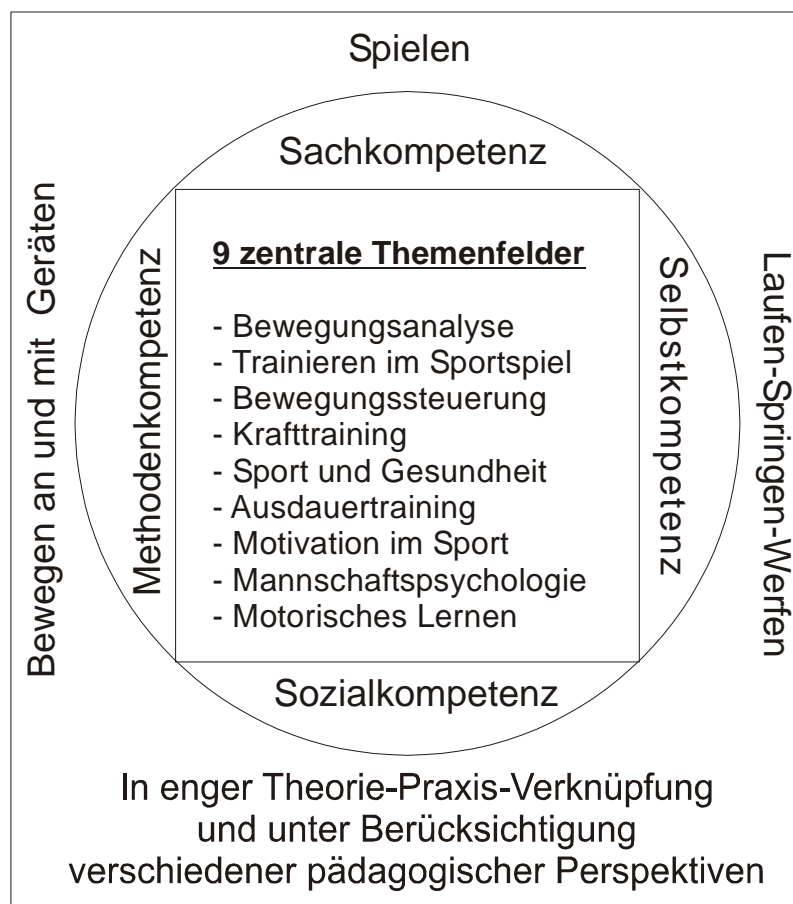 Spielen
Sachkompetenz
Bewegen an und mit Geräten
Methodenkompetenz
9 zentrale Themenfelder
- Bewegungsanalyse
- Trainieren im Sportspiel
- Bewegungssteuerung
- Krafttraining
- Sport und Gesundheit
- Ausdauertraining
- Motivation im Sport
- Mannschaftspsychologie
- Motorisches Lernen
Selbstkompetenz
Laufen-Springen-Werfen
Sozialkompetenz
In enger Theorie-Praxis-Verknüpfung
und unter Berücksichtigung
verschiedener pädagogischer Perspektiven